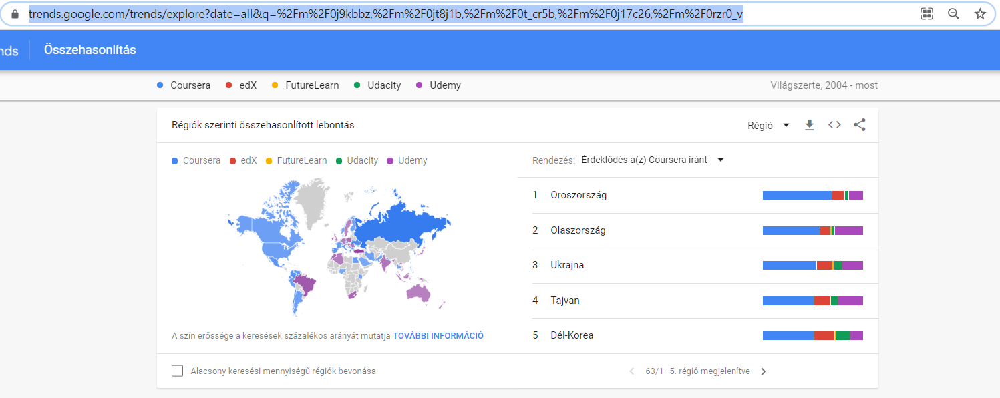 trends.google.com/trends/explore?date=all&q=%2Fm%2F0j9kbbz,%2Fm%2F0jt8j1b,%2Fm%2F0t_cr5b,%2Fm%2F0j17c26,%2Fm%2F0rzr0_v
nds Összehasonlítás
Coursera edX FutureLearn Udacity Udemy Világszerte, 2004 - most
Régiók szerinti összehasonlított lebontás Régió
Coursera edX FutureLearn Udacity Udemy
Rendezés: Érdeklődés a(z) Coursera iránt
1 Oroszország
2 Olaszország
3 Ukrajna
4 Tajvan
5 Dél-Korea
A szín erőssége a keresések százalékos arányát mutatja TOVÁBBI INFORMÁCIÓ
Alacsony keresési mennyiségű régiók bevonása
63/1–5. régió megjelenítve